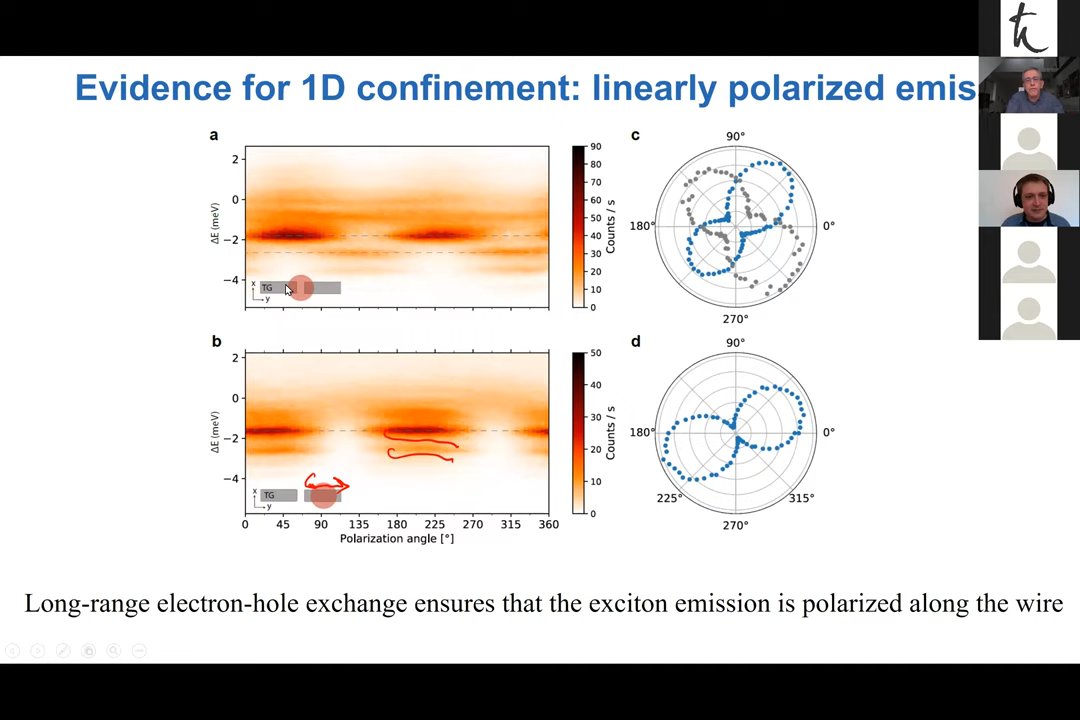 Evidence for 1D confinement: linearly polarized emis
a
2
0
−2
−4
ΔE (meV)
TG
x
y
90
80
70
60
50
40
30
20
10
0
Counts / s
c
90°
180°
0°
270°
b
2
0
−2
−4
ΔE (meV)
TG
x
y
0 45 90 135 180 225 270 315 360
Polarization angle [°]
50
40
30
20
10
0
Counts / s
d
90°
180°
0°
225°
315°
270°
Long-range electron-hole exchange ensures that the exciton emission is polarized along the wire